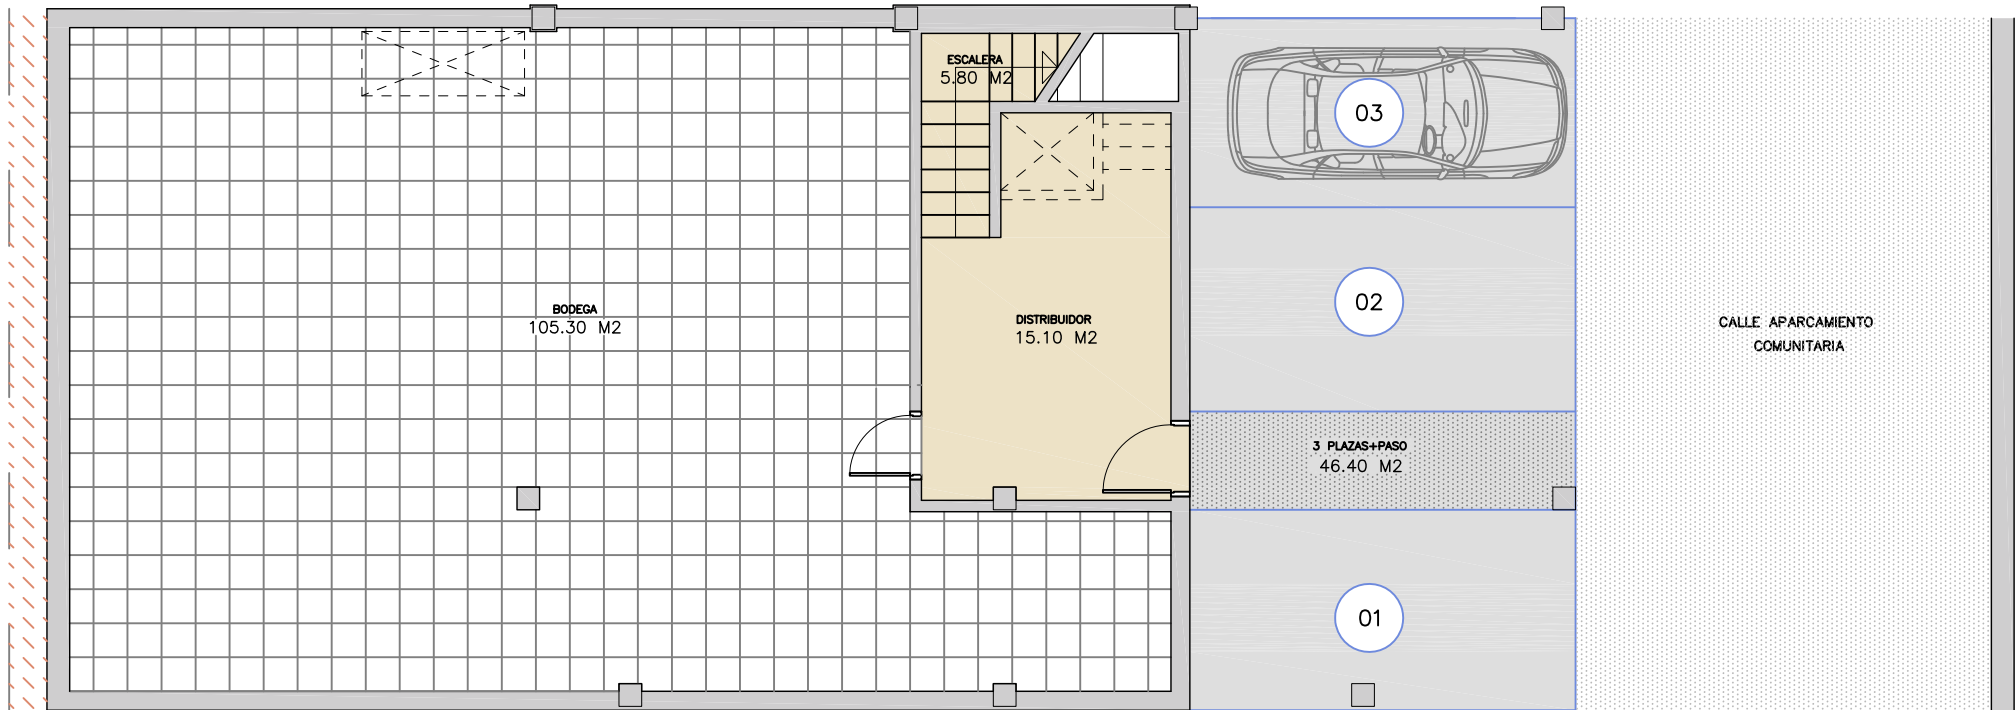 ESCALERA
5.80 M2
03
BODEGA
105.30 M2
DISTRIBUIDOR
15.10 M2
02
CALLE APARCAMIENTO
COMUNITARIA
3 PLAZAS+PASO
46.40 M2
01